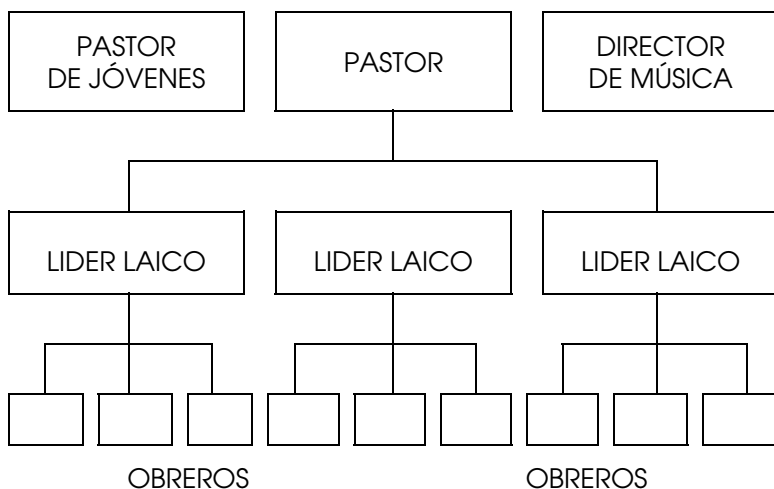 PASTOR
DE JÓVENES
PASTOR
DIRECTOR
DE MÚSICA
LIDER LAICO
LIDER LAICO
LIDER LAICO
OBREROS
OBREROS